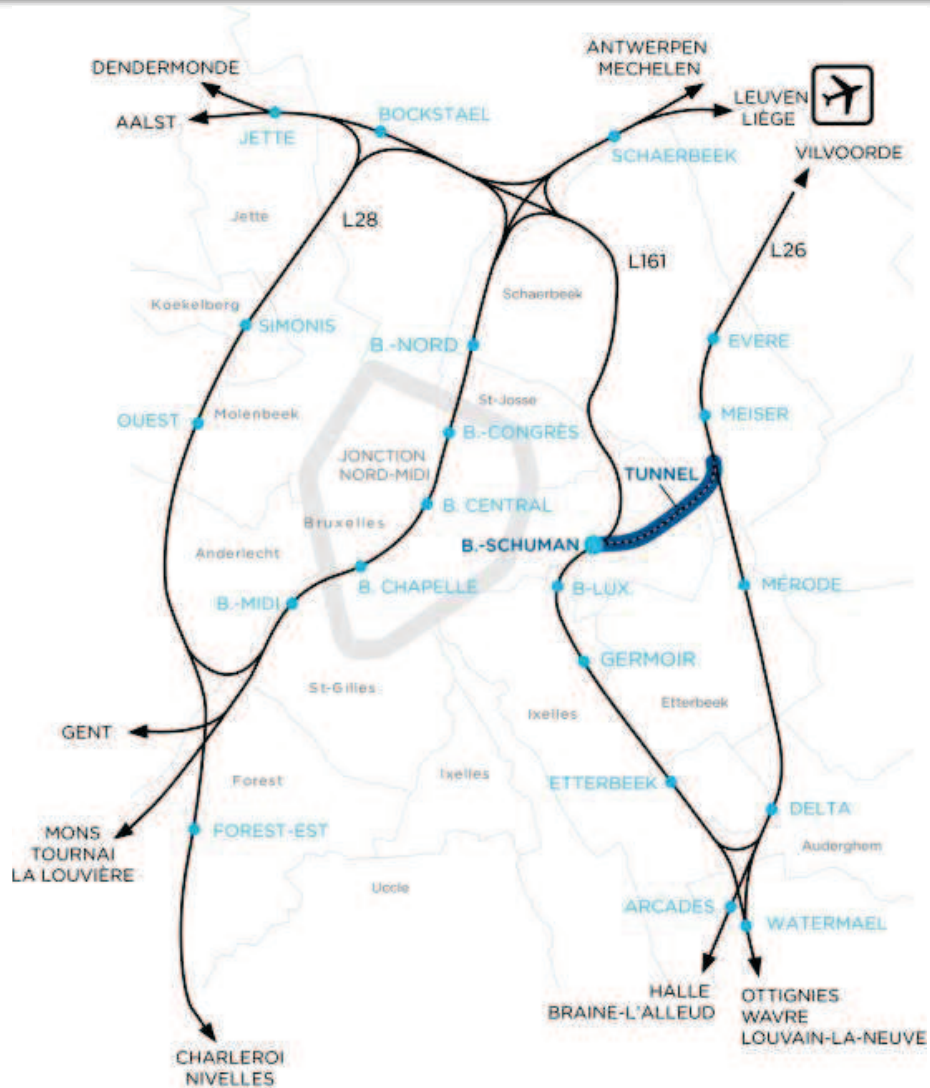 ANTWERPEN
MECHELEN
DENDERMONDE
LEUVEN
LIÈGE
AALST
BOCKSTAEL
JETTE
SCHAERBEEK
VILVOORDE
Jette
L28
L161
L26
Schaerbeek
Koekelberg
SIMONIS
B.-NORD
EVERE
St-Josse
OUEST
Molenbeek
MEISER
B.-CONGRÈS
JONCTION
NORD-MIDI
TUNNEL
B. CENTRAL
Bruxelles
B.-SCHUMAN
Anderlecht
B. CHAPELLE
B-LUX.
MÉRODE
B.-MIDI
GERMOIR
St-Gilles
Ixelles
Etterbeek
GENT
Forest
Ixelles
ETTERBEEK
DELTA
MONS
TOURNAI
LA LOUVIÈRE
FOREST-EST
Auderghem
Uccle
ARCADES
WATERMAEL
HALLE
BRAINE-L'ALLEUD
OTTIGNIES
WAVRE
LOUVAIN-LA-NEUVE
CHARLEROI
NIVELLES